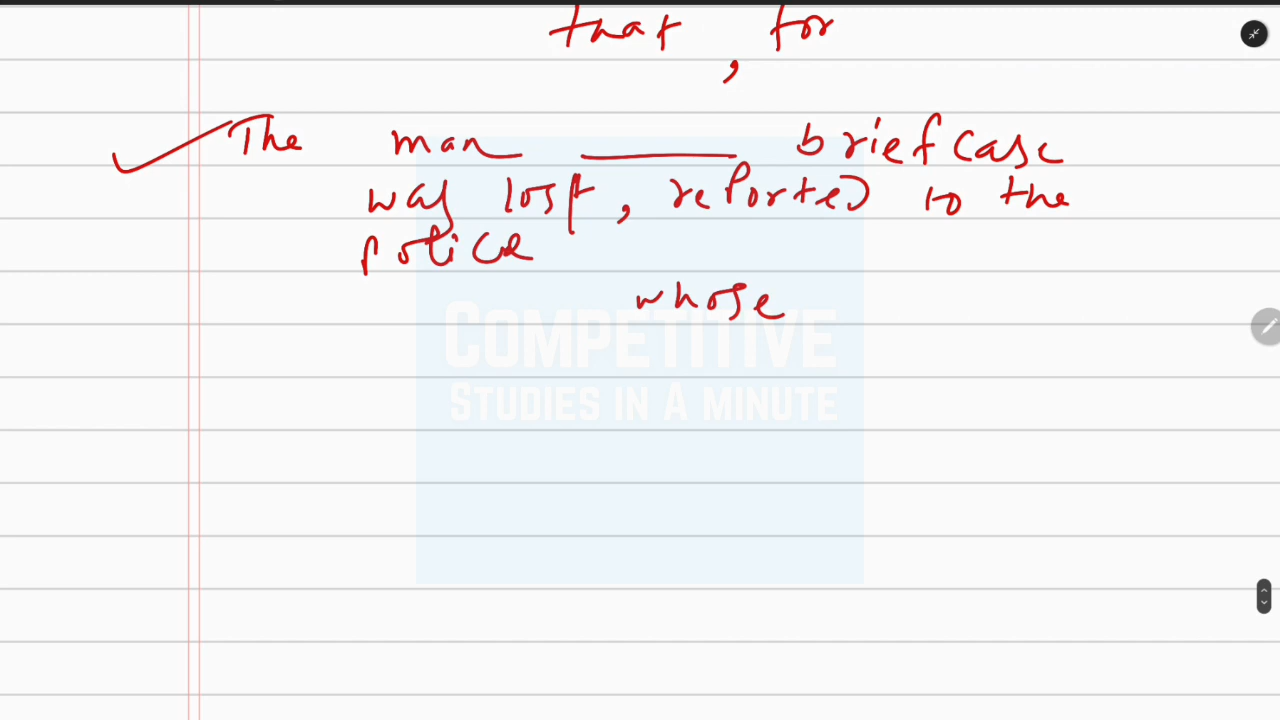 that, for
The man ______ briefcase
was lost, reported to the
police
whose
COMPETITIVE
STUDIES IN A MINUTE